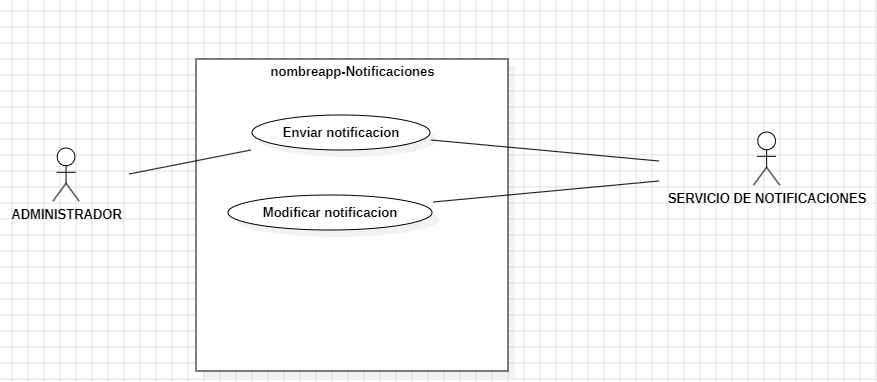 nombreapp-Notificaciones
Enviar notificacion
ADMINISTRADOR
Modificar notificacion
SERVICIO DE NOTIFICACIONES